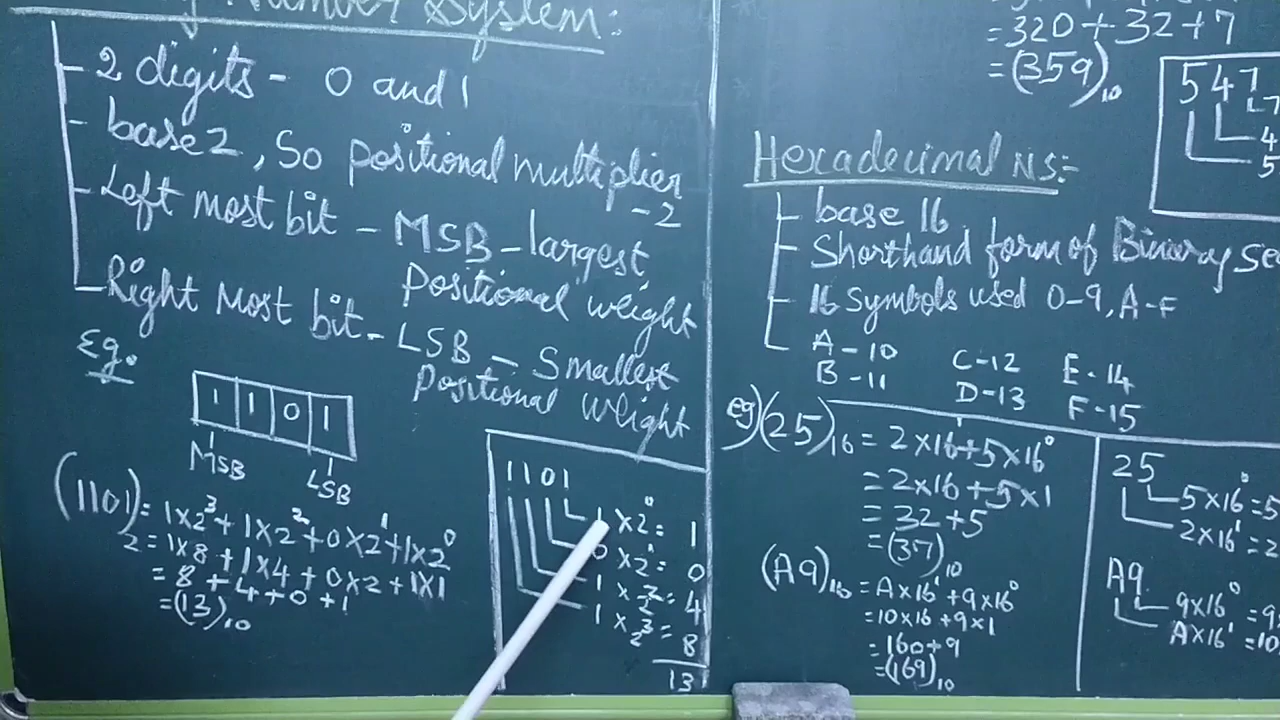 Number System:
2 digits - 0 and 1
base 2, So positional multiplier
-2
Left most bit - MSB - largest
Positional weight
Right Most bit - LSB - Smallest
Positional Weight
Eg.
1 1 0 1
MSB
LSB
(1101)₂ = 1×2³ + 1×2² + 0×2¹ + 1×2⁰
= 1×8 + 1×4 + 0×2 + 1×1
= 8 + 4 + 0 + 1
= (13)₁₀
1101
1 × 2⁰ = 1
0 × 2¹ = 0
1 × 2² = 4
1 × 2³ = 8
13
= 320 + 32 + 7
= (359)₁₀
547
7
4
5
Hexadecimal N.S:-
base 16
Shorthand form of Binary Se
16 Symbols used 0-9, A-F
A - 10 C-12 E-14
B - 11 D-13 F-15
eg) (25)₁₆ = 2×16¹+5×16⁰
= 2×16 + 5×1
= 32 + 5
= (37)₁₀
(A9)₁₆ = A×16¹ + 9×16⁰
= 10×16 + 9×1
= 160+9
= (169)₁₀
25
5×16⁰ = 5
2×16¹ = 2
A9
9×16⁰ = 9
A×16¹ = 10